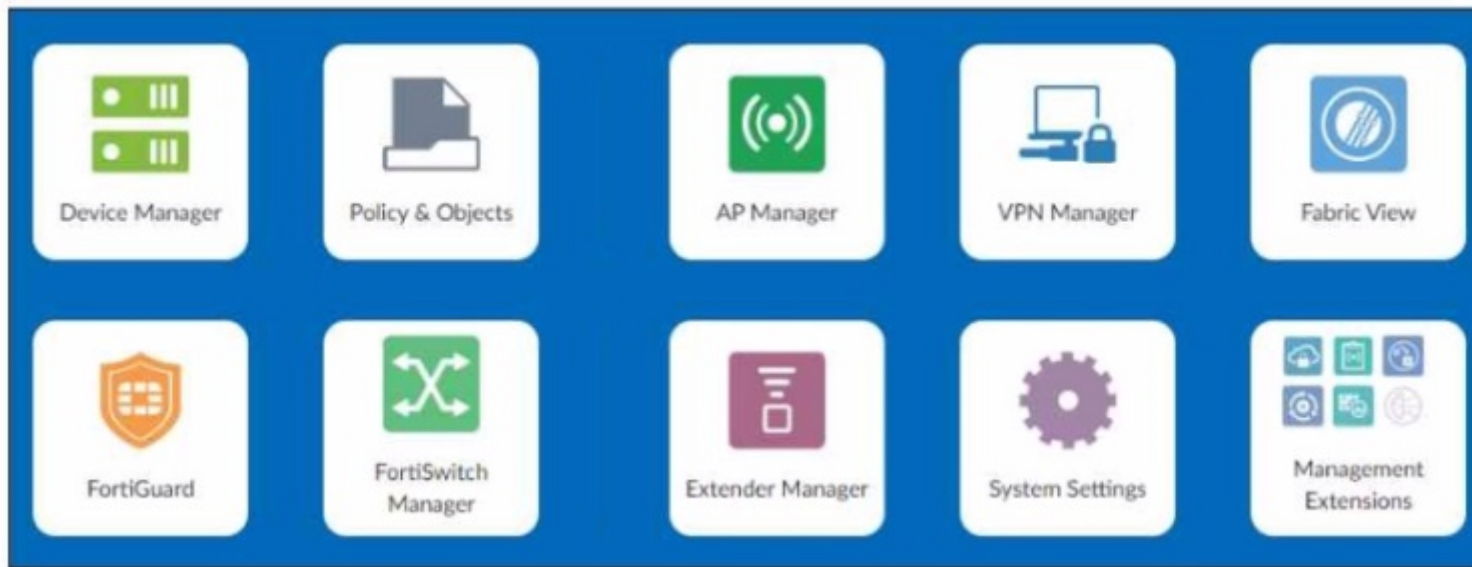 Device Manager
Policy & Objects
AP Manager
VPN Manager
Fabric View
FortiGuard
FortiSwitch
Manager
Extender Manager
System Settings
Management
Extensions